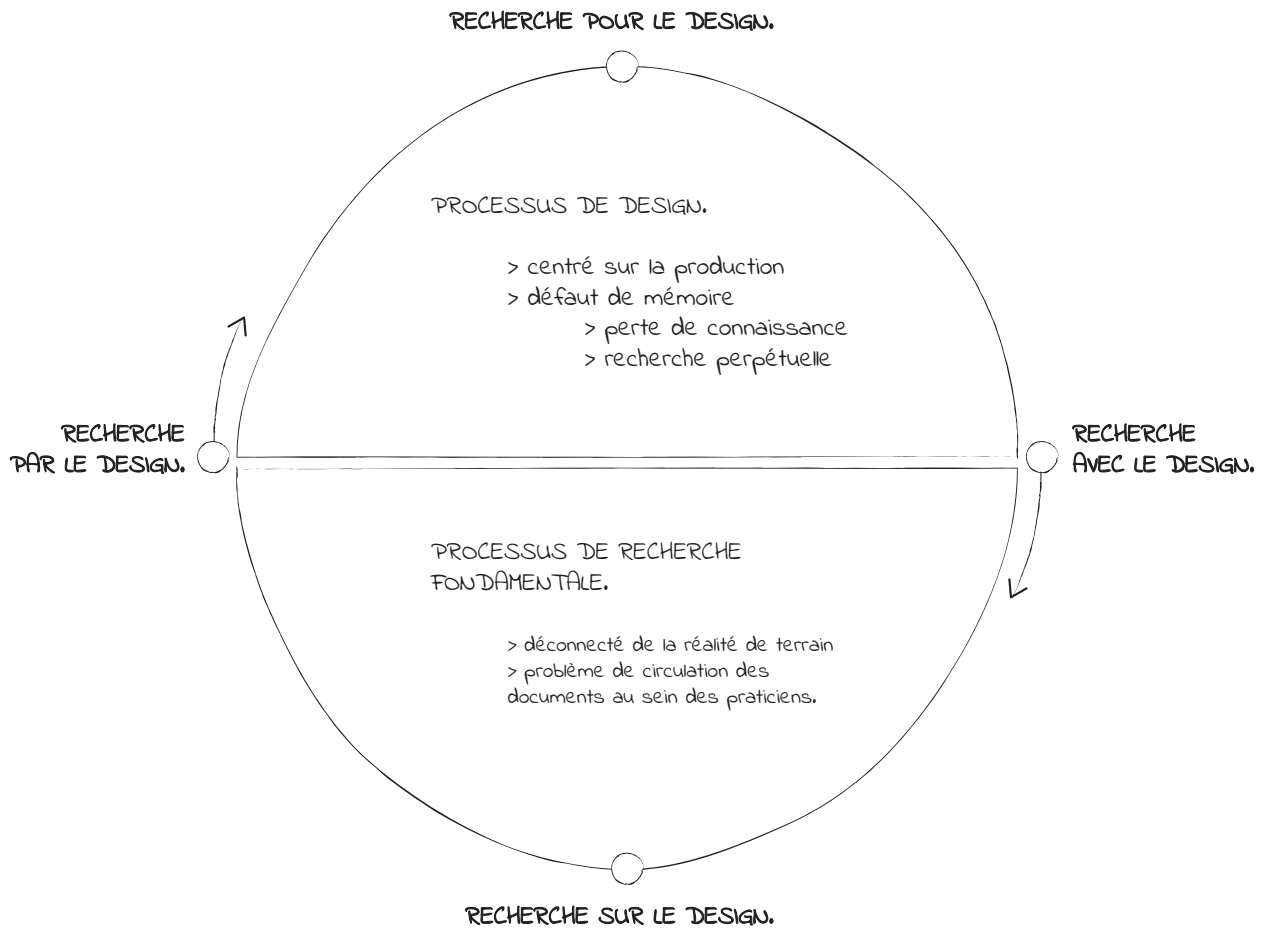 RECHERCHE POUR LE DESIGN.
PROCESSUS DE DESIGN.
> centré sur la production
> défaut de mémoire
> perte de connaissance
> recherche perpétuelle
RECHERCHE
PAR LE DESIGN.
RECHERCHE
AVEC LE DESIGN.
PROCESSUS DE RECHERCHE
FONDAMENTALE.
> déconnecté de la réalité de terrain
> problème de circulation des
documents au sein des praticiens.
RECHERCHE SUR LE DESIGN.